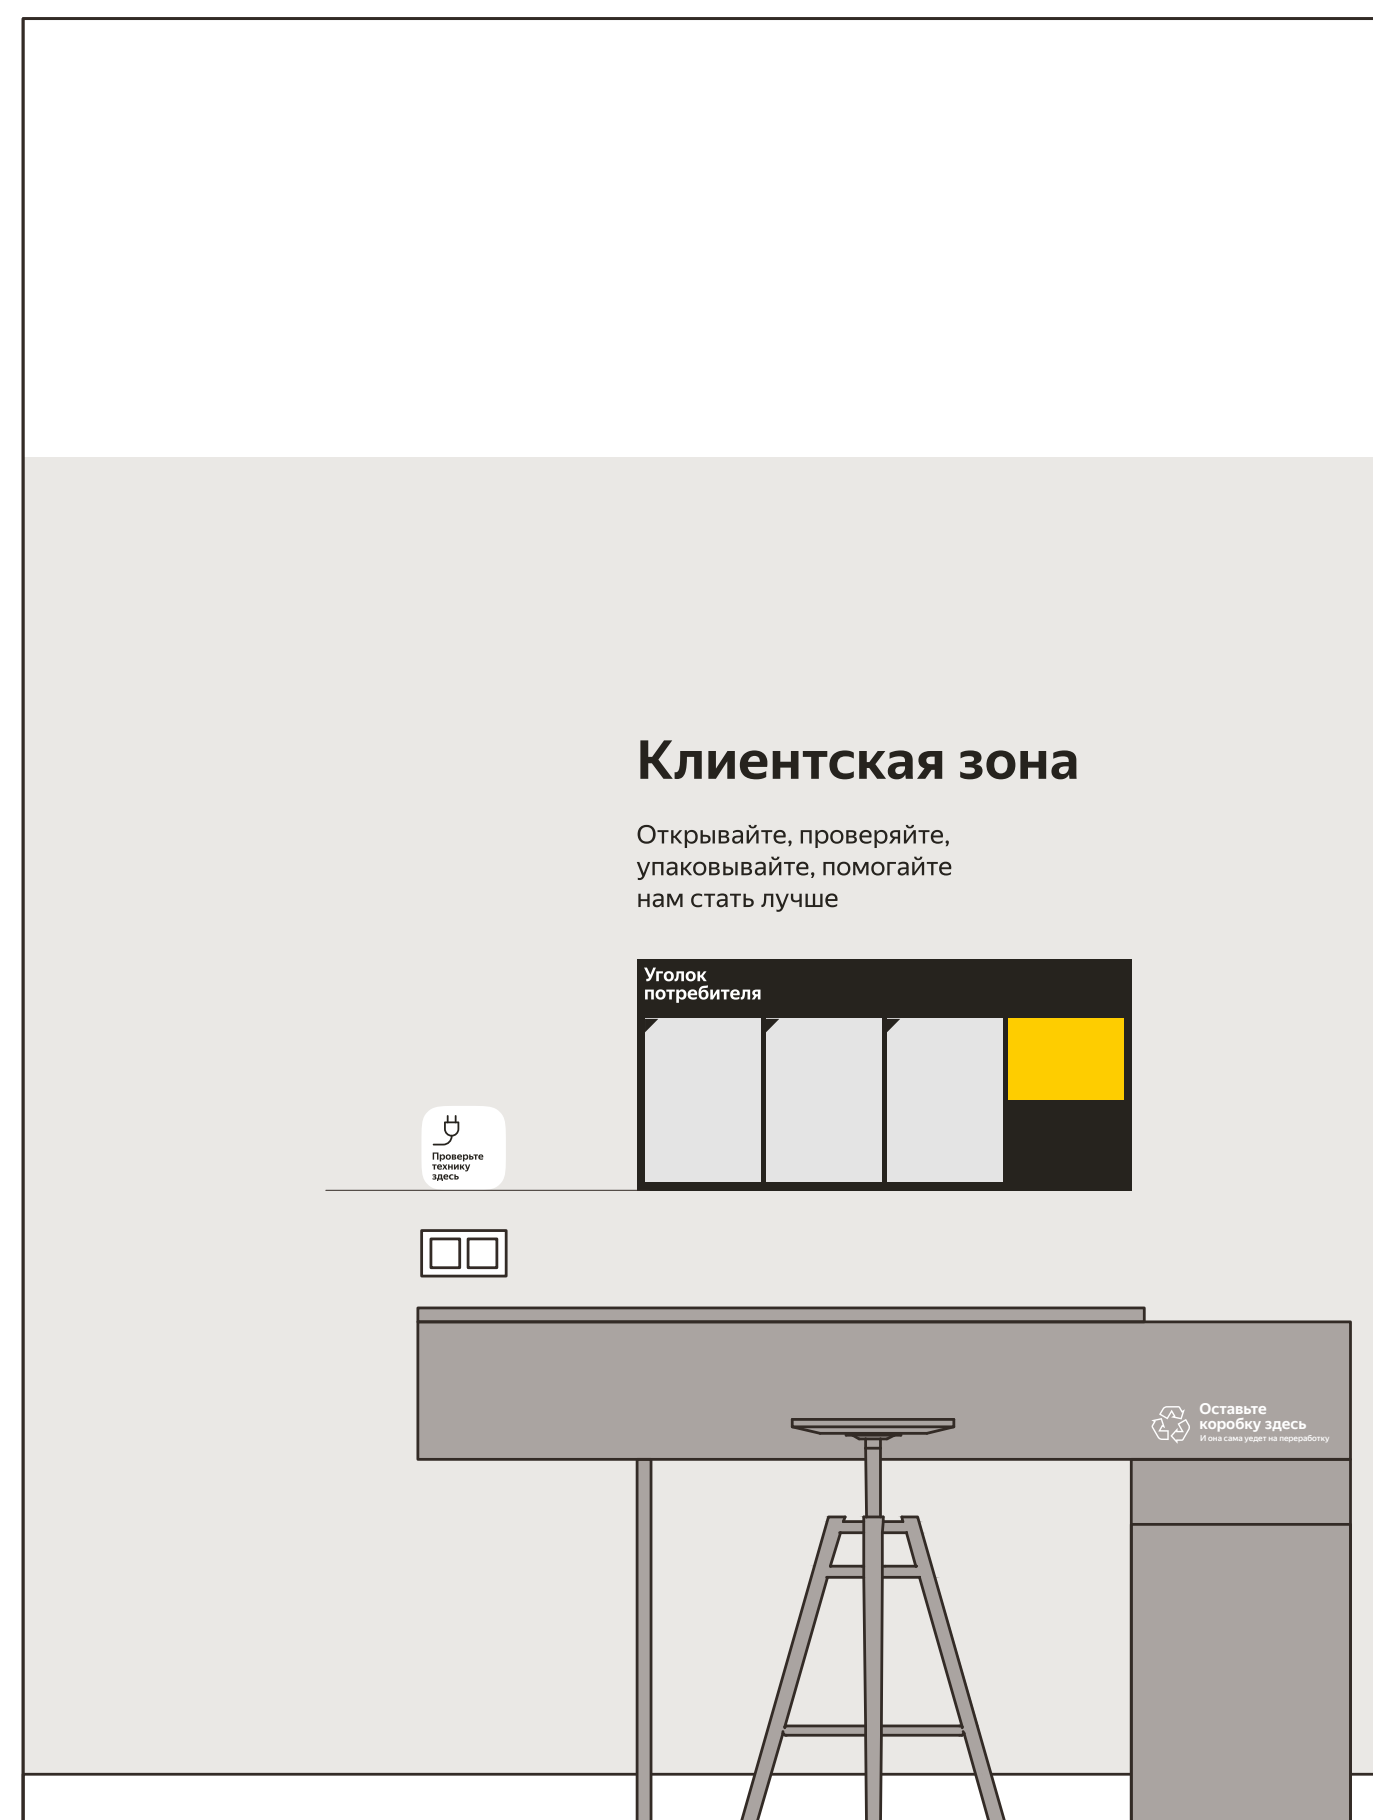 Клиентская зона
Открывайте, проверяйте,
упаковывайте, помогайте
нам стать лучше
Уголок
потребителя
Проверьте
технику
здесь
Оставьте
коробку здесь
И она сама уедет на переработку